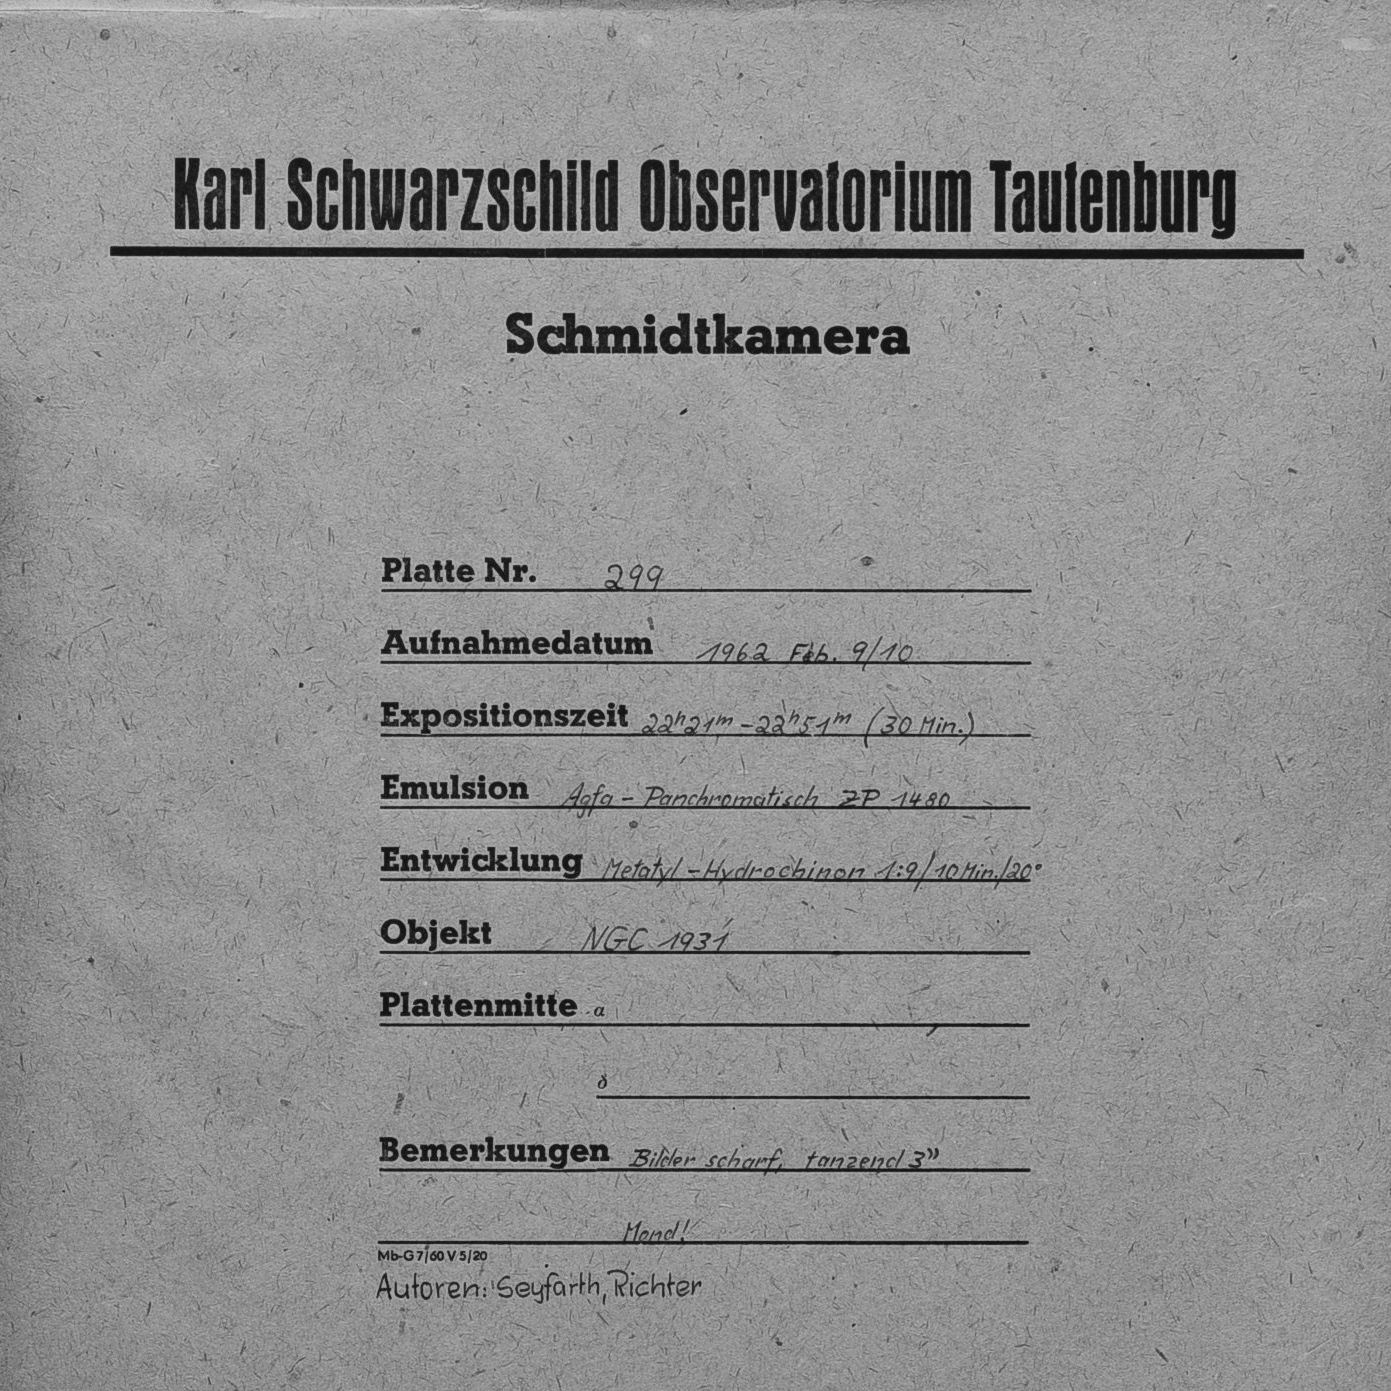 Karl Schwarzschild Observatorium Tautenburg
Schmidtkamera
Platte Nr. 299
Aufnahmedatum 1962 Feb. 9/10
Expositionszeit 22h21m - 22h51m (30 Min.)
Emulsion Agfa - Panchromatisch ZP 1480
Entwicklung Metatyl - Hydrochinon 1:9/10Min./20°
Objekt NGC 1931
Plattenmitte α
δ
Bemerkungen Bilder scharf, tanzend 3"
Mond!
Mb-G 7/60 V 5/20
Autoren: Seyfarth, Richter